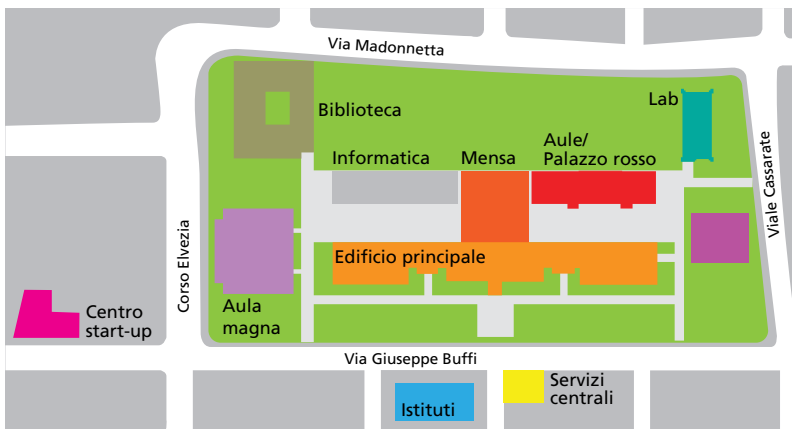 Via Madonnetta
Lab
Biblioteca
Aule/
Palazzo rosso
Informatica
Mensa
Viale Cassarate
Corso Elvezia
Edificio principale
Aula
magna
Centro
start-up
Via Giuseppe Buffi
Servizi
centrali
Istituti